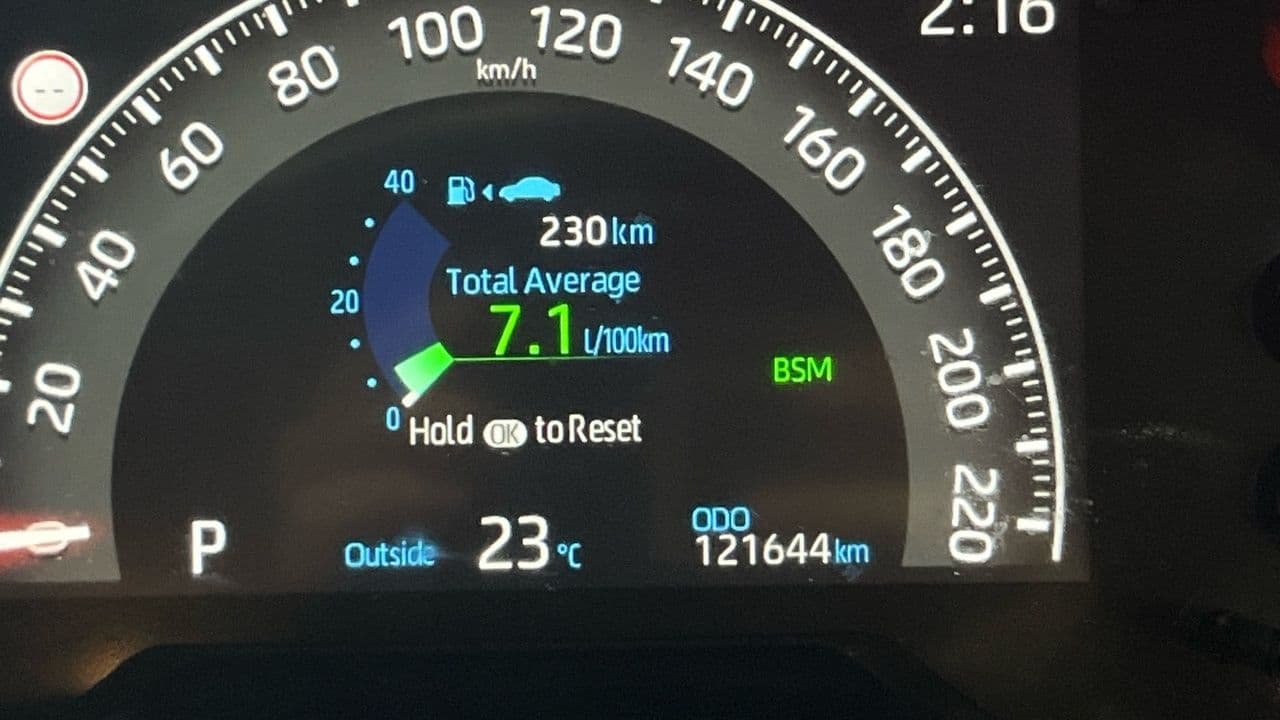 2:16
100 120
km/h
80 140
60 160
40 180
20 200
220
--
40
230km
Total Average
20
7.1 L/100km
BSM
0
Hold OK to Reset
P
Outside 23°C
ODO
121644km